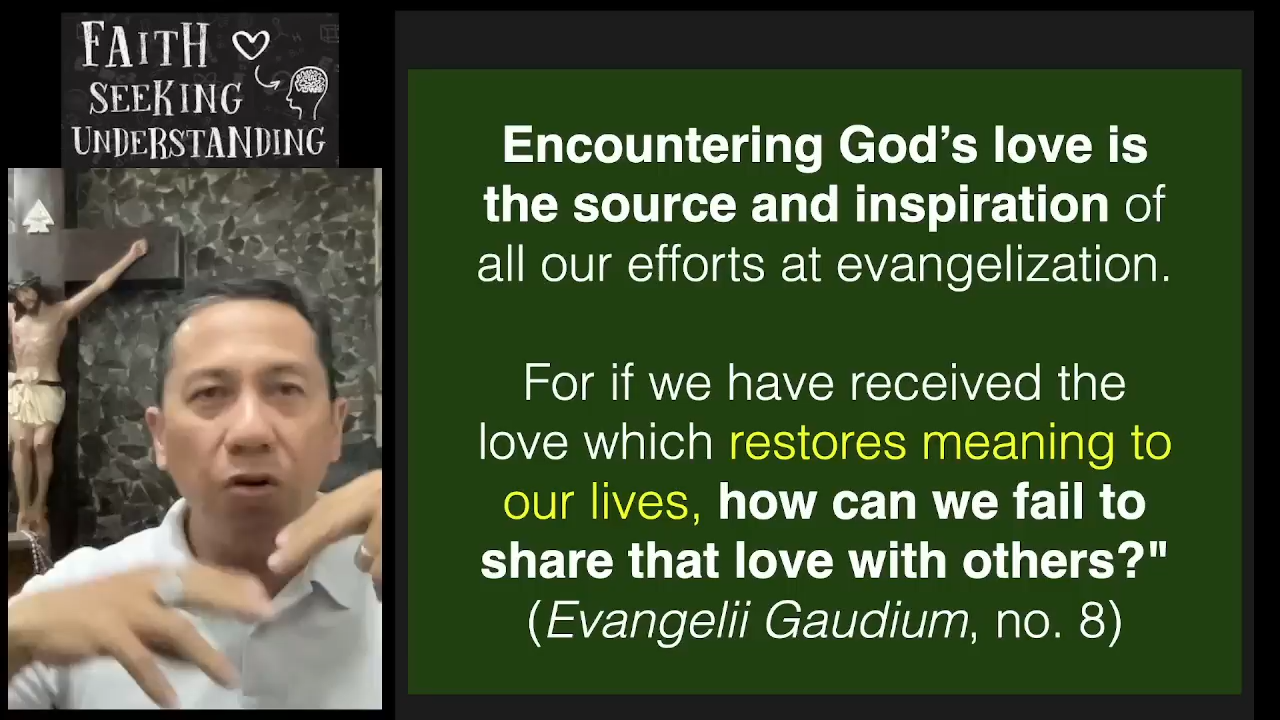 FAITH
SEEKING
UNDERSTANDING
Encountering God’s love is
the source and inspiration of
all our efforts at evangelization.
For if we have received the
love which restores meaning to
our lives, how can we fail to
share that love with others?"
(Evangelii Gaudium, no. 8)